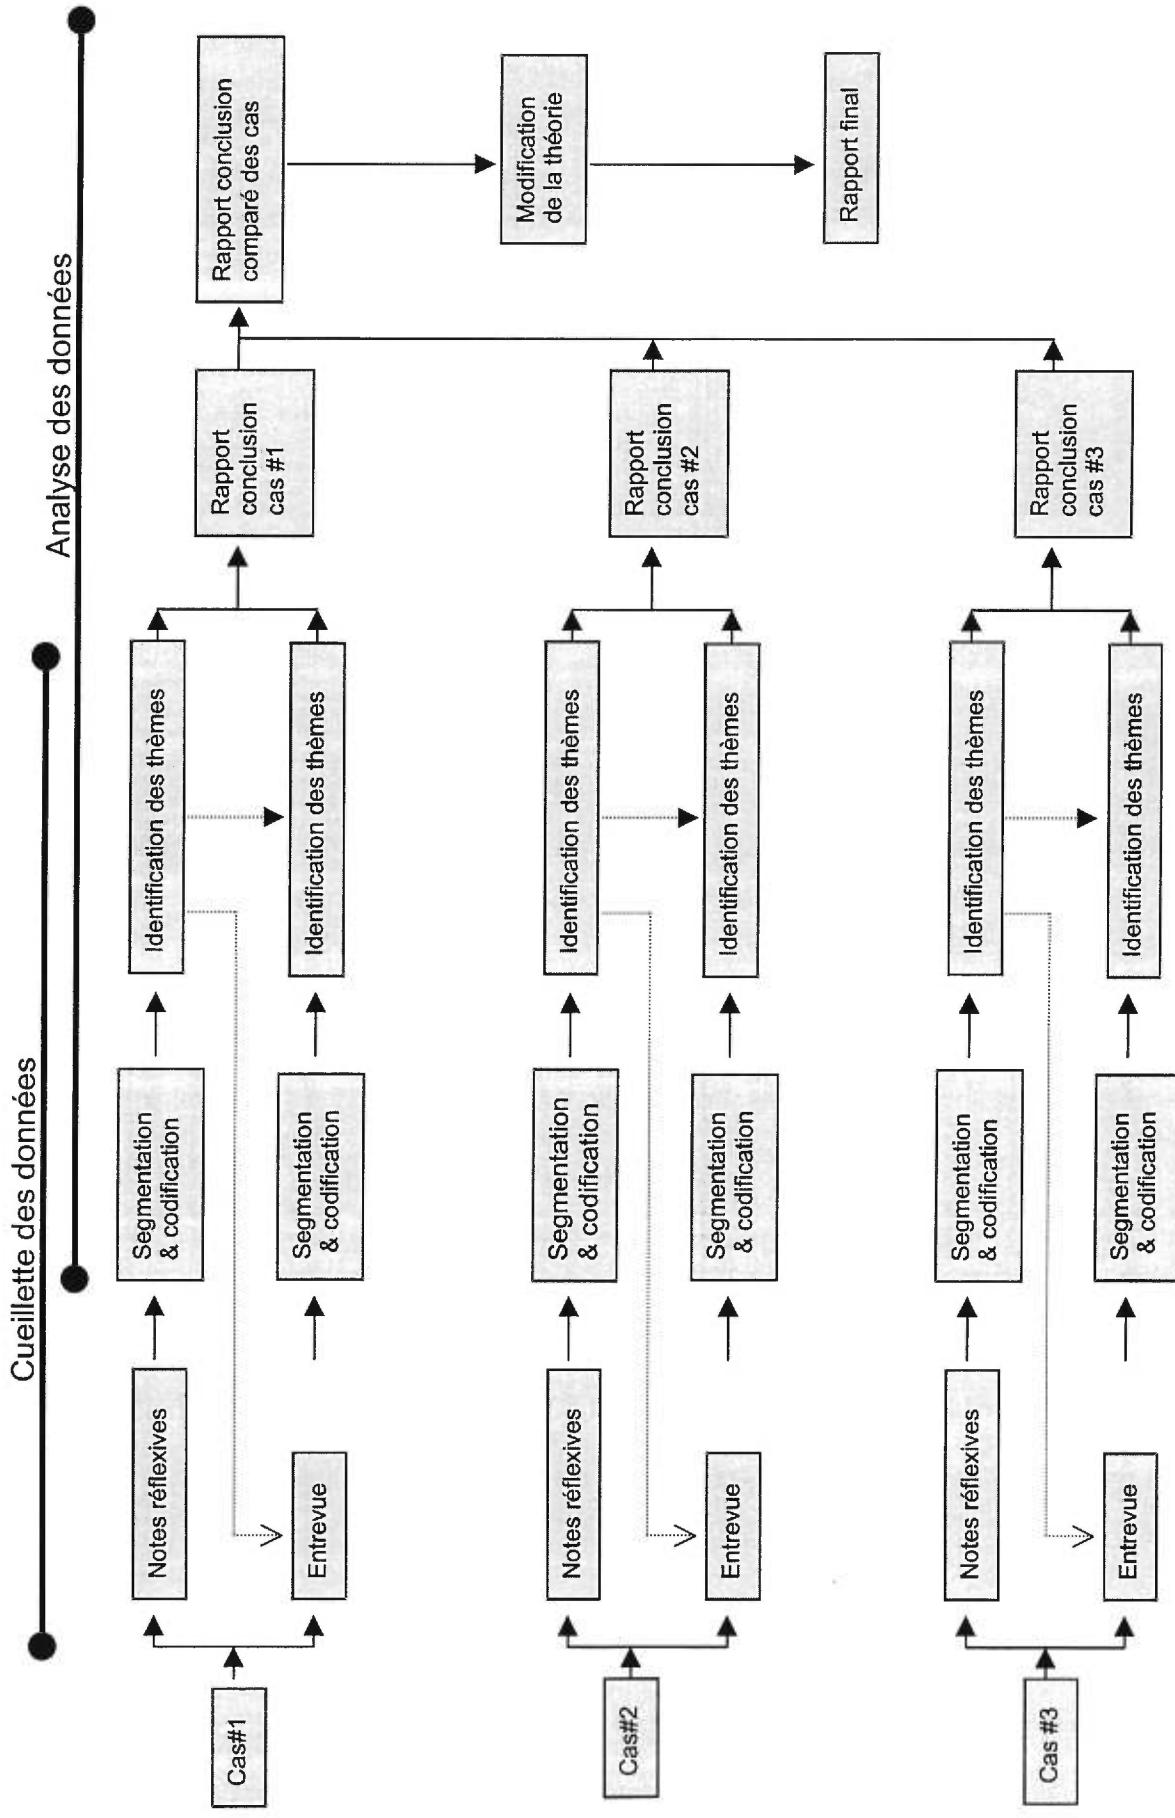 Cueillette des données
Analyse des données
Cas#1
Notes réflexives
Segmentation
& codification
Identification des thèmes
Entrevue
Segmentation
& codification
Identification des thèmes
Rapport
conclusion
cas #1
Rapport conclusion
comparé des cas
Cas#2
Notes réflexives
Segmentation
& codification
Identification des thèmes
Entrevue
Segmentation
& codification
Identification des thèmes
Rapport
conclusion
cas #2
Modification
de la théorie
Cas #3
Notes réflexives
Segmentation
& codification
Identification des thèmes
Entrevue
Segmentation
& codification
Identification des thèmes
Rapport
conclusion
cas #3
Rapport final